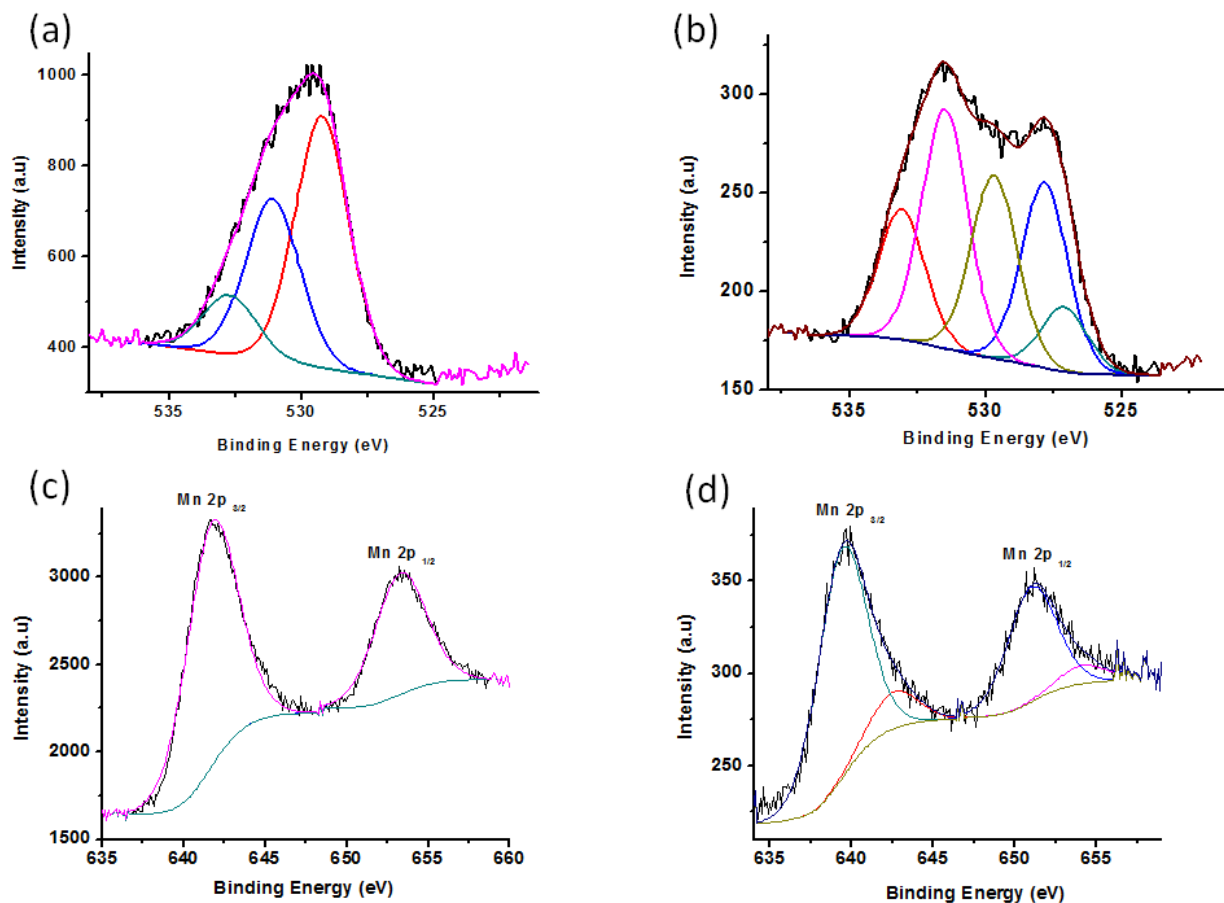 (a)
1000
800
600
400
Intensity (a.u)
535
530
525
Binding Energy (eV)
(b)
300
250
200
150
Intensity (a.u)
535
530
525
Binding Energy (eV)
(c)
Mn 2p 3/2
Mn 2p 1/2
3000
2500
2000
1500
Intensity (a.u)
635
640
645
650
655
660
Binding Energy (eV)
(d)
Mn 2p 3/2
Mn 2p 1/2
350
300
250
Intensity (a.u)
635
640
645
650
655
Binding Energy (eV)